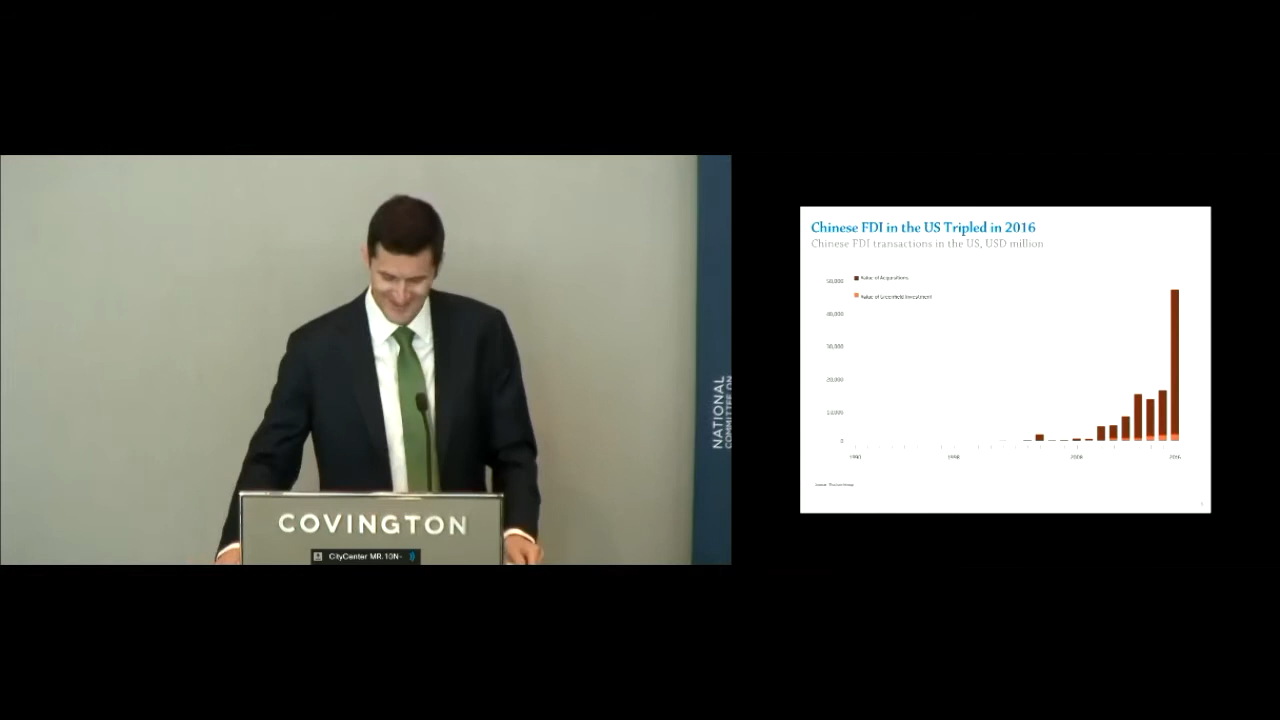 COVINGTON
CityCenter MR.10N-
NATIONAL
COMMITTEE ON
Chinese FDI in the US Tripled in 2016
Chinese FDI transactions in the US, USD million
Value of Acquisitions
Value of Greenfield Investment
50,000
40,000
30,000
20,000
10,000
0
1990
2016